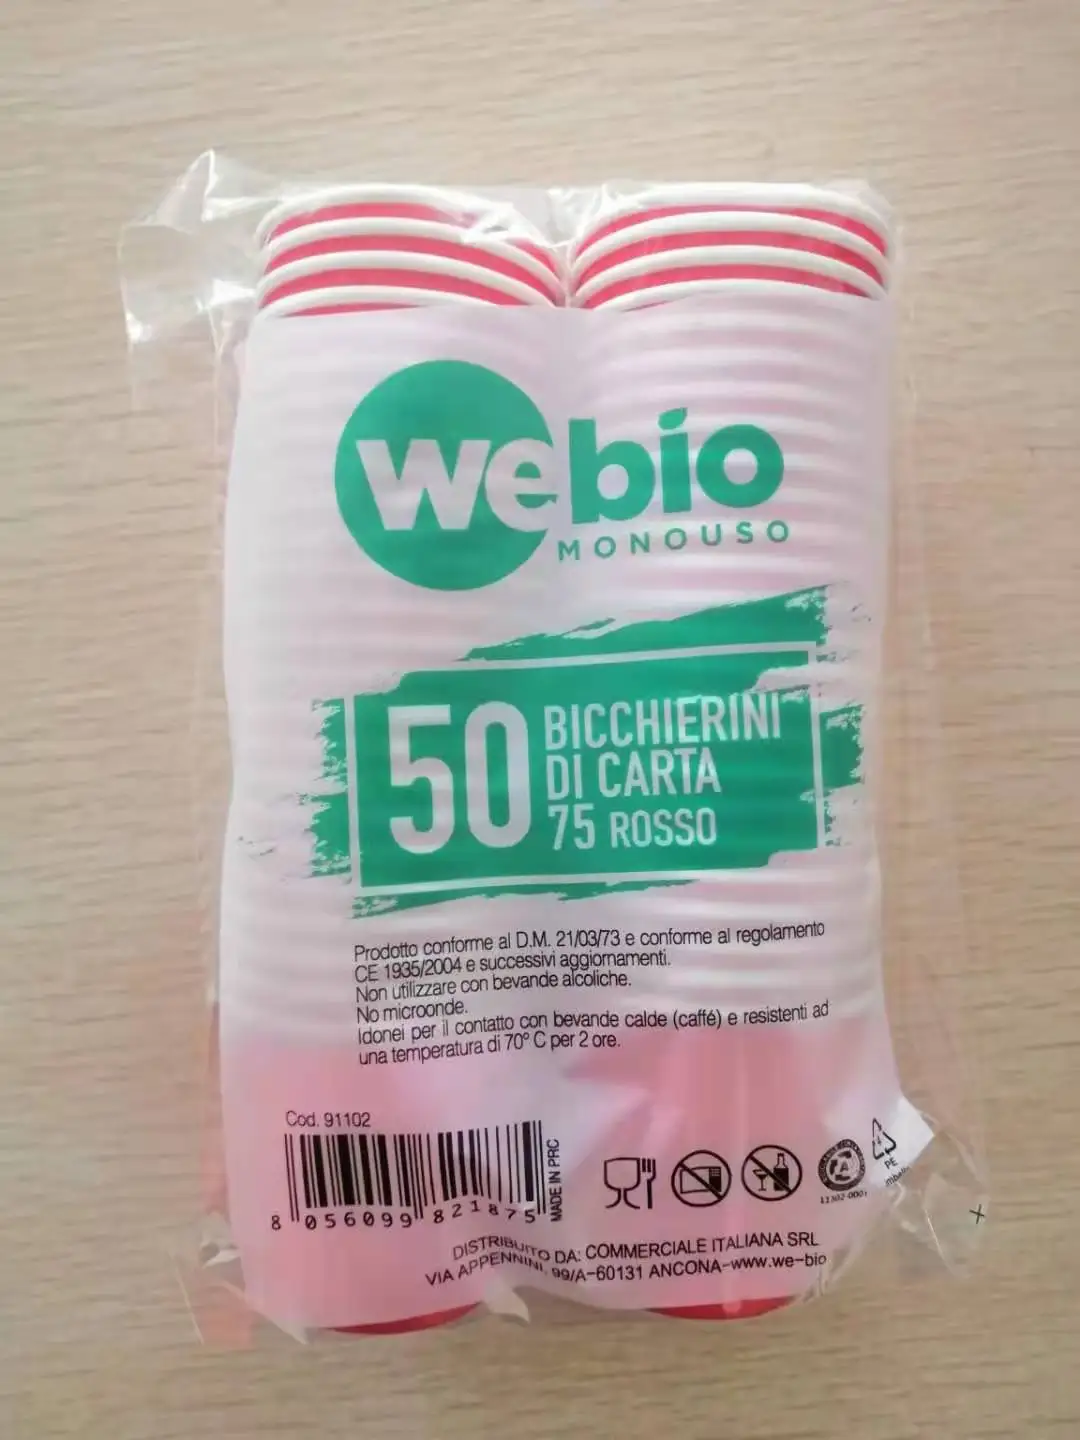 webio
MONOUSO
50
BICCHIERINI
DI CARTA
75 ROSSO
Prodotto conforme al D.M. 21/03/73 e conforme al regolamento
CE 1935/2004 e successivi aggiornamenti.
Non utilizzare con bevande alcoliche.
No microonde.
Idonei per il contatto con bevande calde (caffé) e resistenti ad
una temperatura di 70° C per 2 ore.
Cod. 91102
8 056099 821875
MADE IN PRC
4
PE
DISTRIBUITO DA: COMMERCIALE ITALIANA SRL
VIA APPENNINI, 99/A-60131 ANCONA-www.we-bio